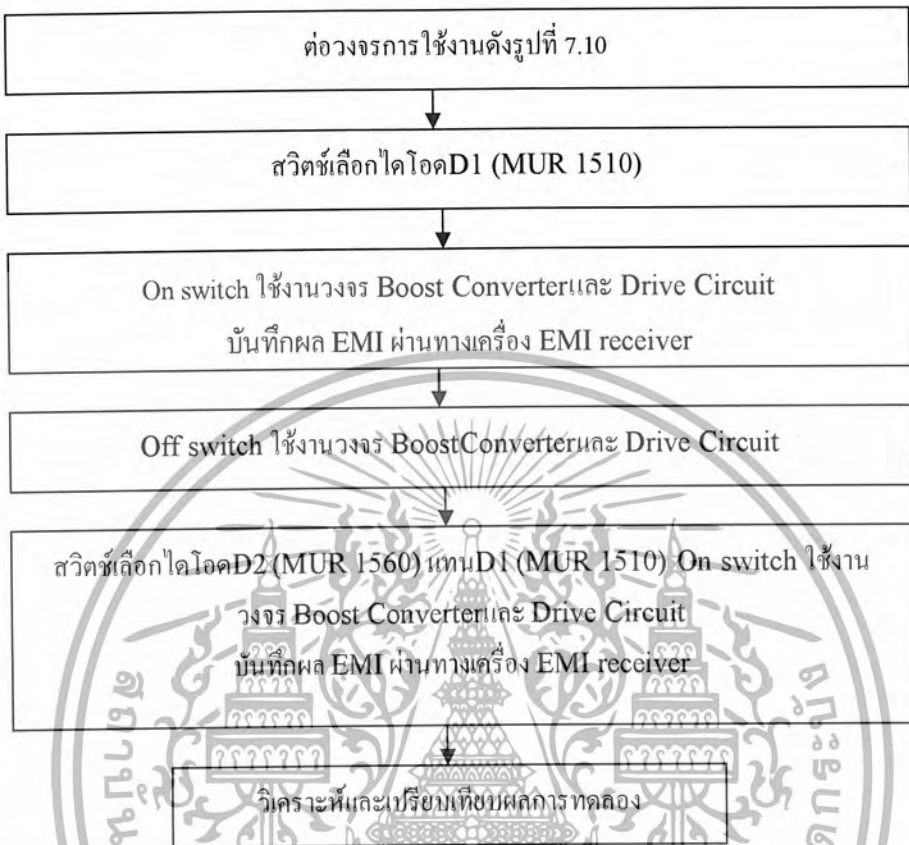 ต่อวงจรการใช้งานดังรูปที่ 7.10
สวิตช์เลือกไดโอดD1 (MUR 1510)
On switch ใช้งานวงจร Boost Converterและ Drive Circuit
บันทึกผล EMI ผ่านทางเครื่อง EMI receiver
Off switch ใช้งานวงจร BoostConverterและ Drive Circuit
สวิตช์เลือกไดโอดD2 (MUR 1560) แทนD1 (MUR 1510) On switch ใช้งาน
วงจร Boost Converterและ Drive Circuit
บันทึกผล EMI ผ่านทางเครื่อง EMI receiver
วิเคราะห์และเปรียบเทียบผลการทดลอง